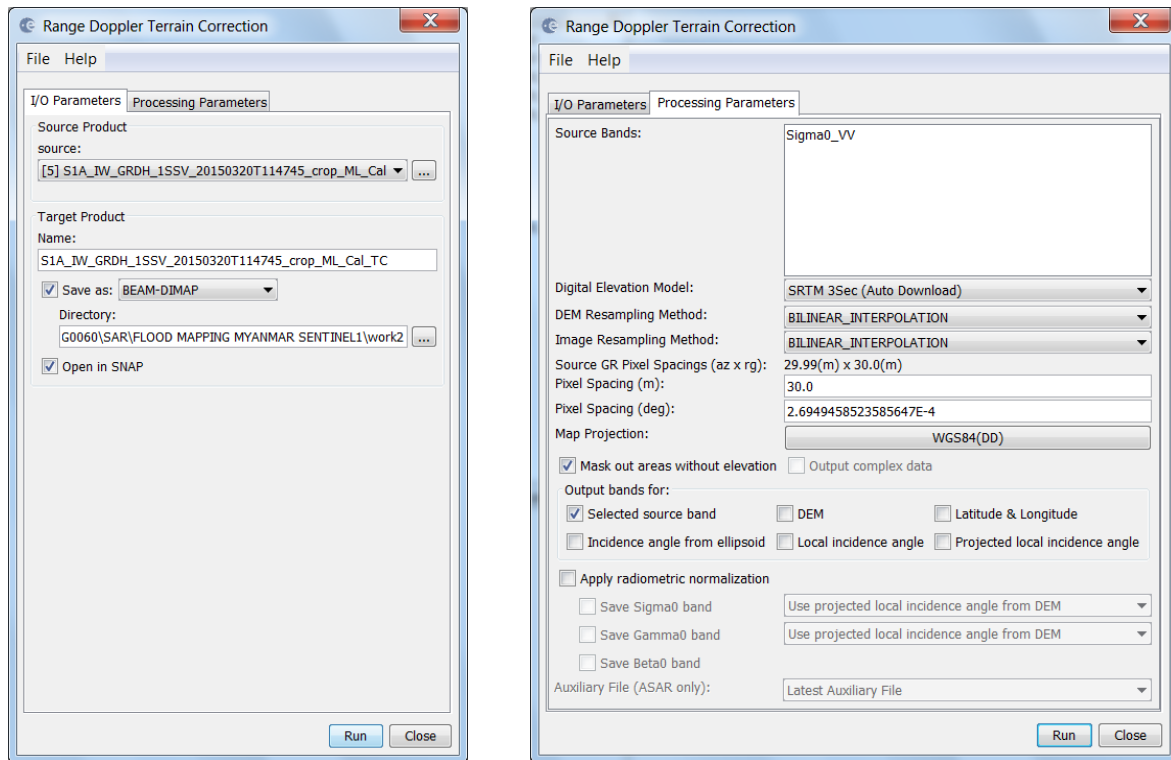 Range Doppler Terrain Correction
X
File Help
I/O Parameters Processing Parameters
Source Product
source:
[5] S1A_IW_GRDH_1SSV_20150320T114745_crop_ML_Cal ...
Target Product
Name:
S1A_IW_GRDH_1SSV_20150320T114745_crop_ML_Cal_TC
Save as: BEAM-DIMAP
Directory:
G0060\SAR\FLOOD MAPPING MYANMAR SENTINEL1\work2 ...
Open in SNAP
Run Close
Range Doppler Terrain Correction
X
File Help
I/O Parameters Processing Parameters
Source Bands: Sigma0_VV
Digital Elevation Model: SRTM 3Sec (Auto Download)
DEM Resampling Method: BILINEAR_INTERPOLATION
Image Resampling Method: BILINEAR_INTERPOLATION
Source GR Pixel Spacings (az x rg): 29.99(m) x 30.0(m)
Pixel Spacing (m): 30.0
Pixel Spacing (deg): 2.6949458523585647E-4
Map Projection: WGS84(DD)
Mask out areas without elevation Output complex data
Output bands for:
Selected source band DEM Latitude & Longitude
Incidence angle from ellipsoid Local incidence angle Projected local incidence angle
Apply radiometric normalization
Save Sigma0 band Use projected local incidence angle from DEM
Save Gamma0 band Use projected local incidence angle from DEM
Save Beta0 band
Auxiliary File (ASAR only): Latest Auxiliary File
Run Close